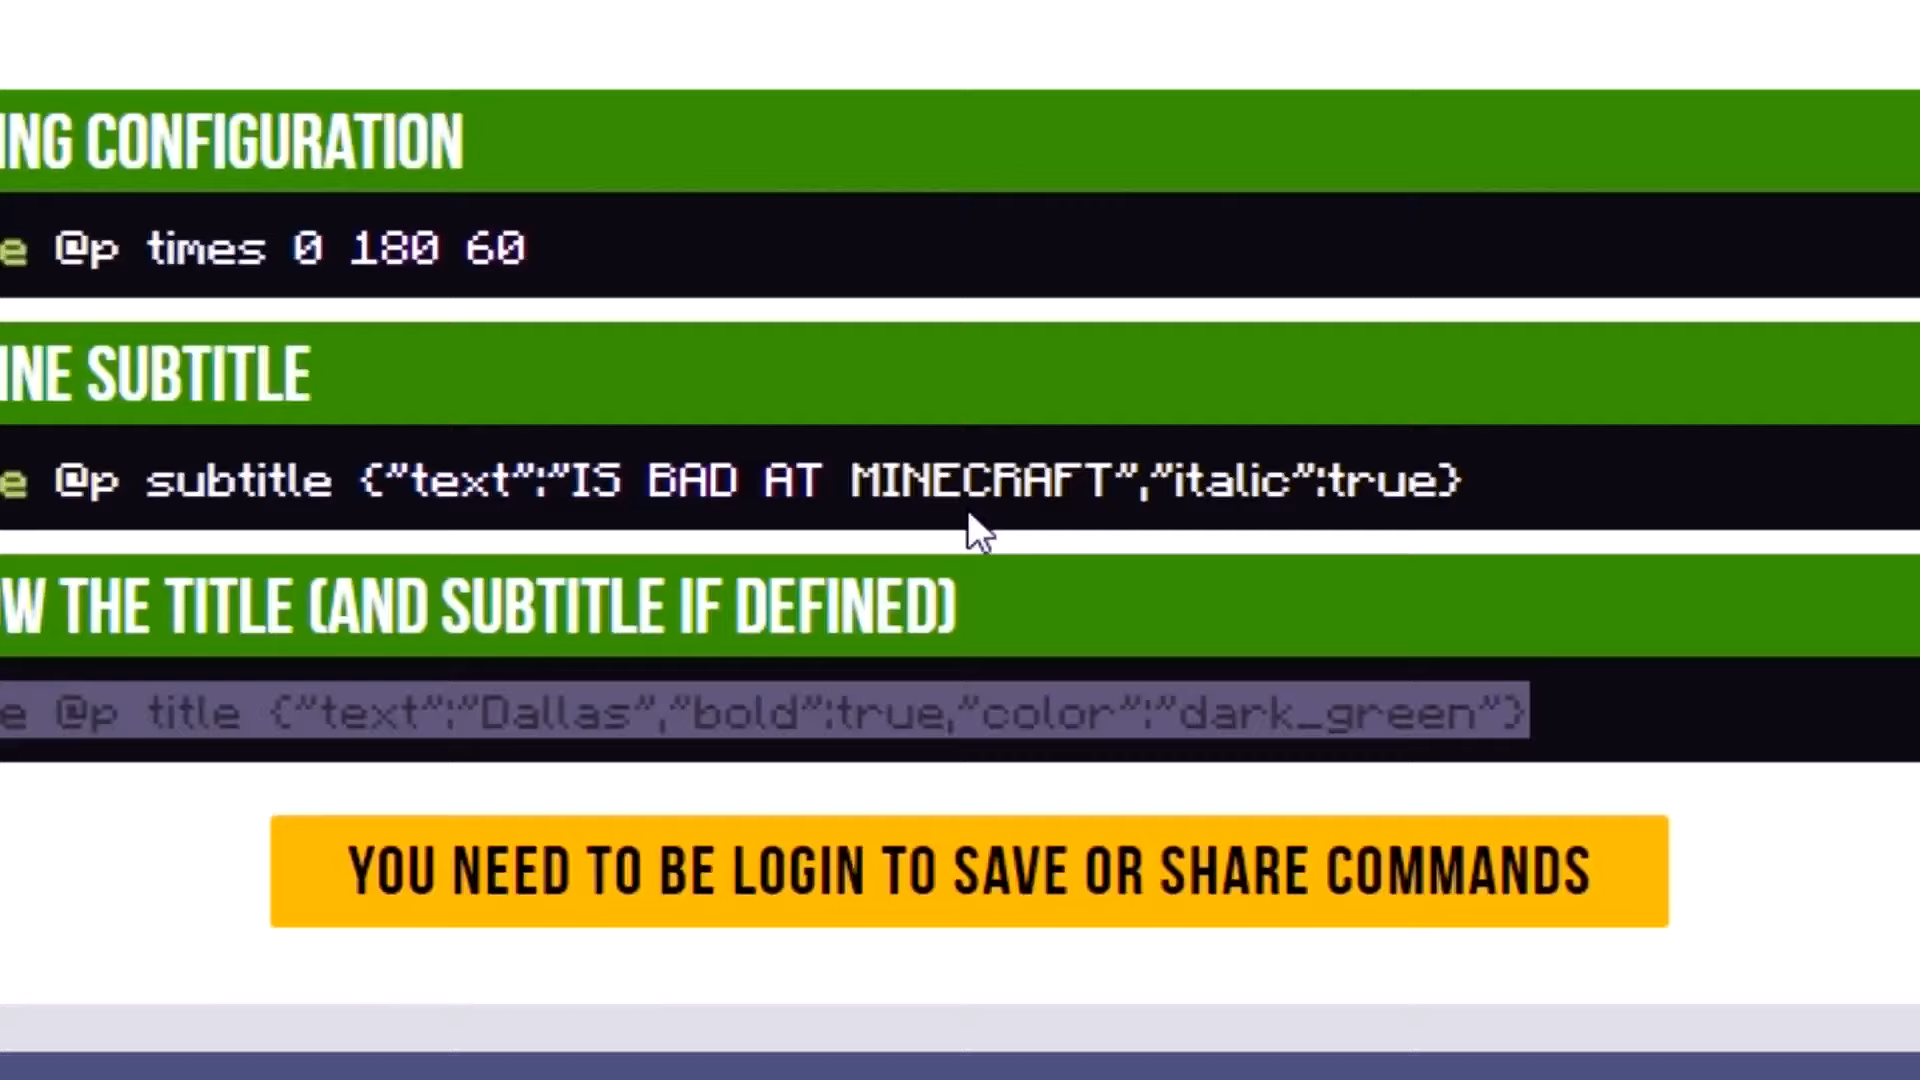 ING CONFIGURATION
e @p times 0 180 60
INE SUBTITLE
e @p subtitle {"text":"IS BAD AT MINECRAFT","italic":true}
OW THE TITLE (AND SUBTITLE IF DEFINED)
e @p title {"text":"Dallas","bold":true,"color":"dark_green"}
YOU NEED TO BE LOGIN TO SAVE OR SHARE COMMANDS